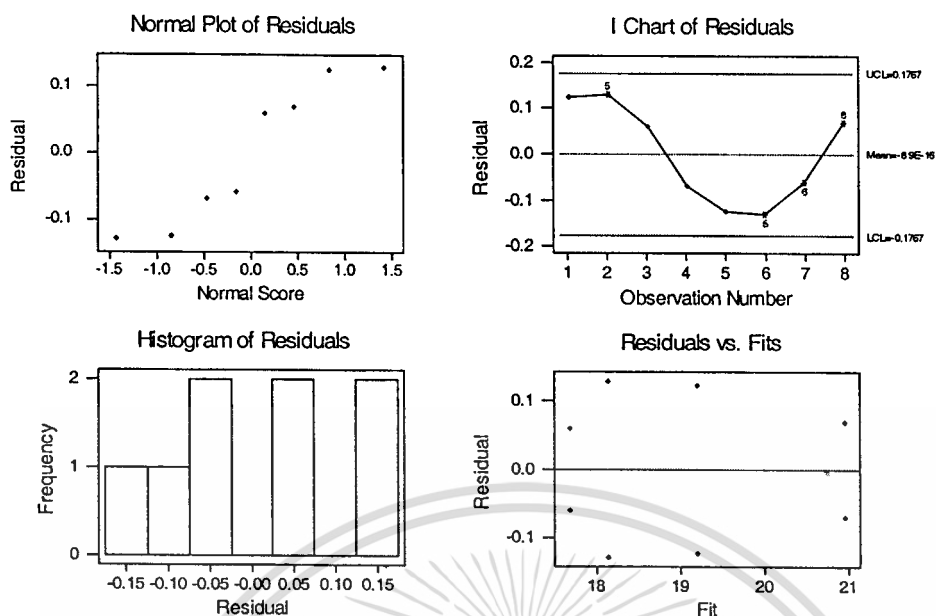 Normal Plot of Residuals
0.1
0.0
-0.1
Residual
-1.5 -1.0 -0.5 0.0 0.5 1.0 1.5
Normal Score
I Chart of Residuals
0.2
0.1
0.0
-0.1
-0.2
Residual
5
6
6
5
UCL=0.1767
Mean=-6.9E-16
LCL=-0.1767
1 2 3 4 5 6 7 8
Observation Number
Histogram of Residuals
2
1
0
Frequency
-0.15 -0.10 -0.05 -0.00 0.05 0.10 0.15
Residual
Residuals vs. Fits
0.1
0.0
-0.1
Residual
18 19 20 21
Fit